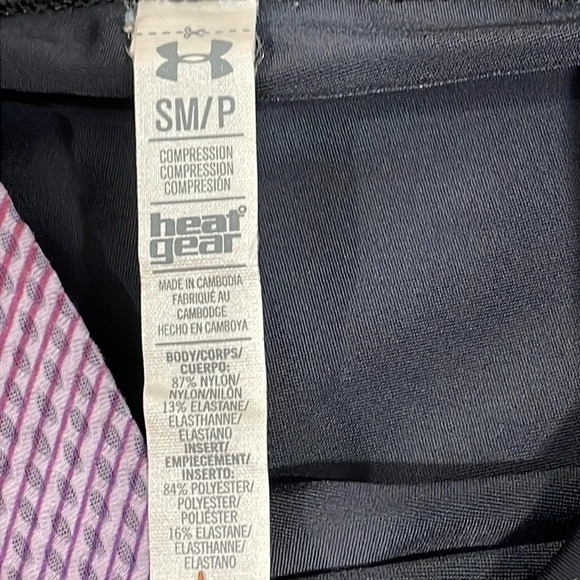 SM/P
COMPRESSION
COMPRESSION
COMPRESIÓN
heat
gear
MADE IN CAMBODIA
FABRIQUÉ AU
CAMBODGE
HECHO EN CAMBOYA
BODY/CORPS/
CUERPO:
87% NYLON/
NYLON/NILÓN
13% ELASTANE/
ELASTHANNE/
ELASTANO
INSERT/
EMPIECEMENT/
INSERTO:
84% POLYESTER/
POLYESTER/
POLIÉSTER
16% ELASTANE/
ELASTHANNE/
ELASTANO